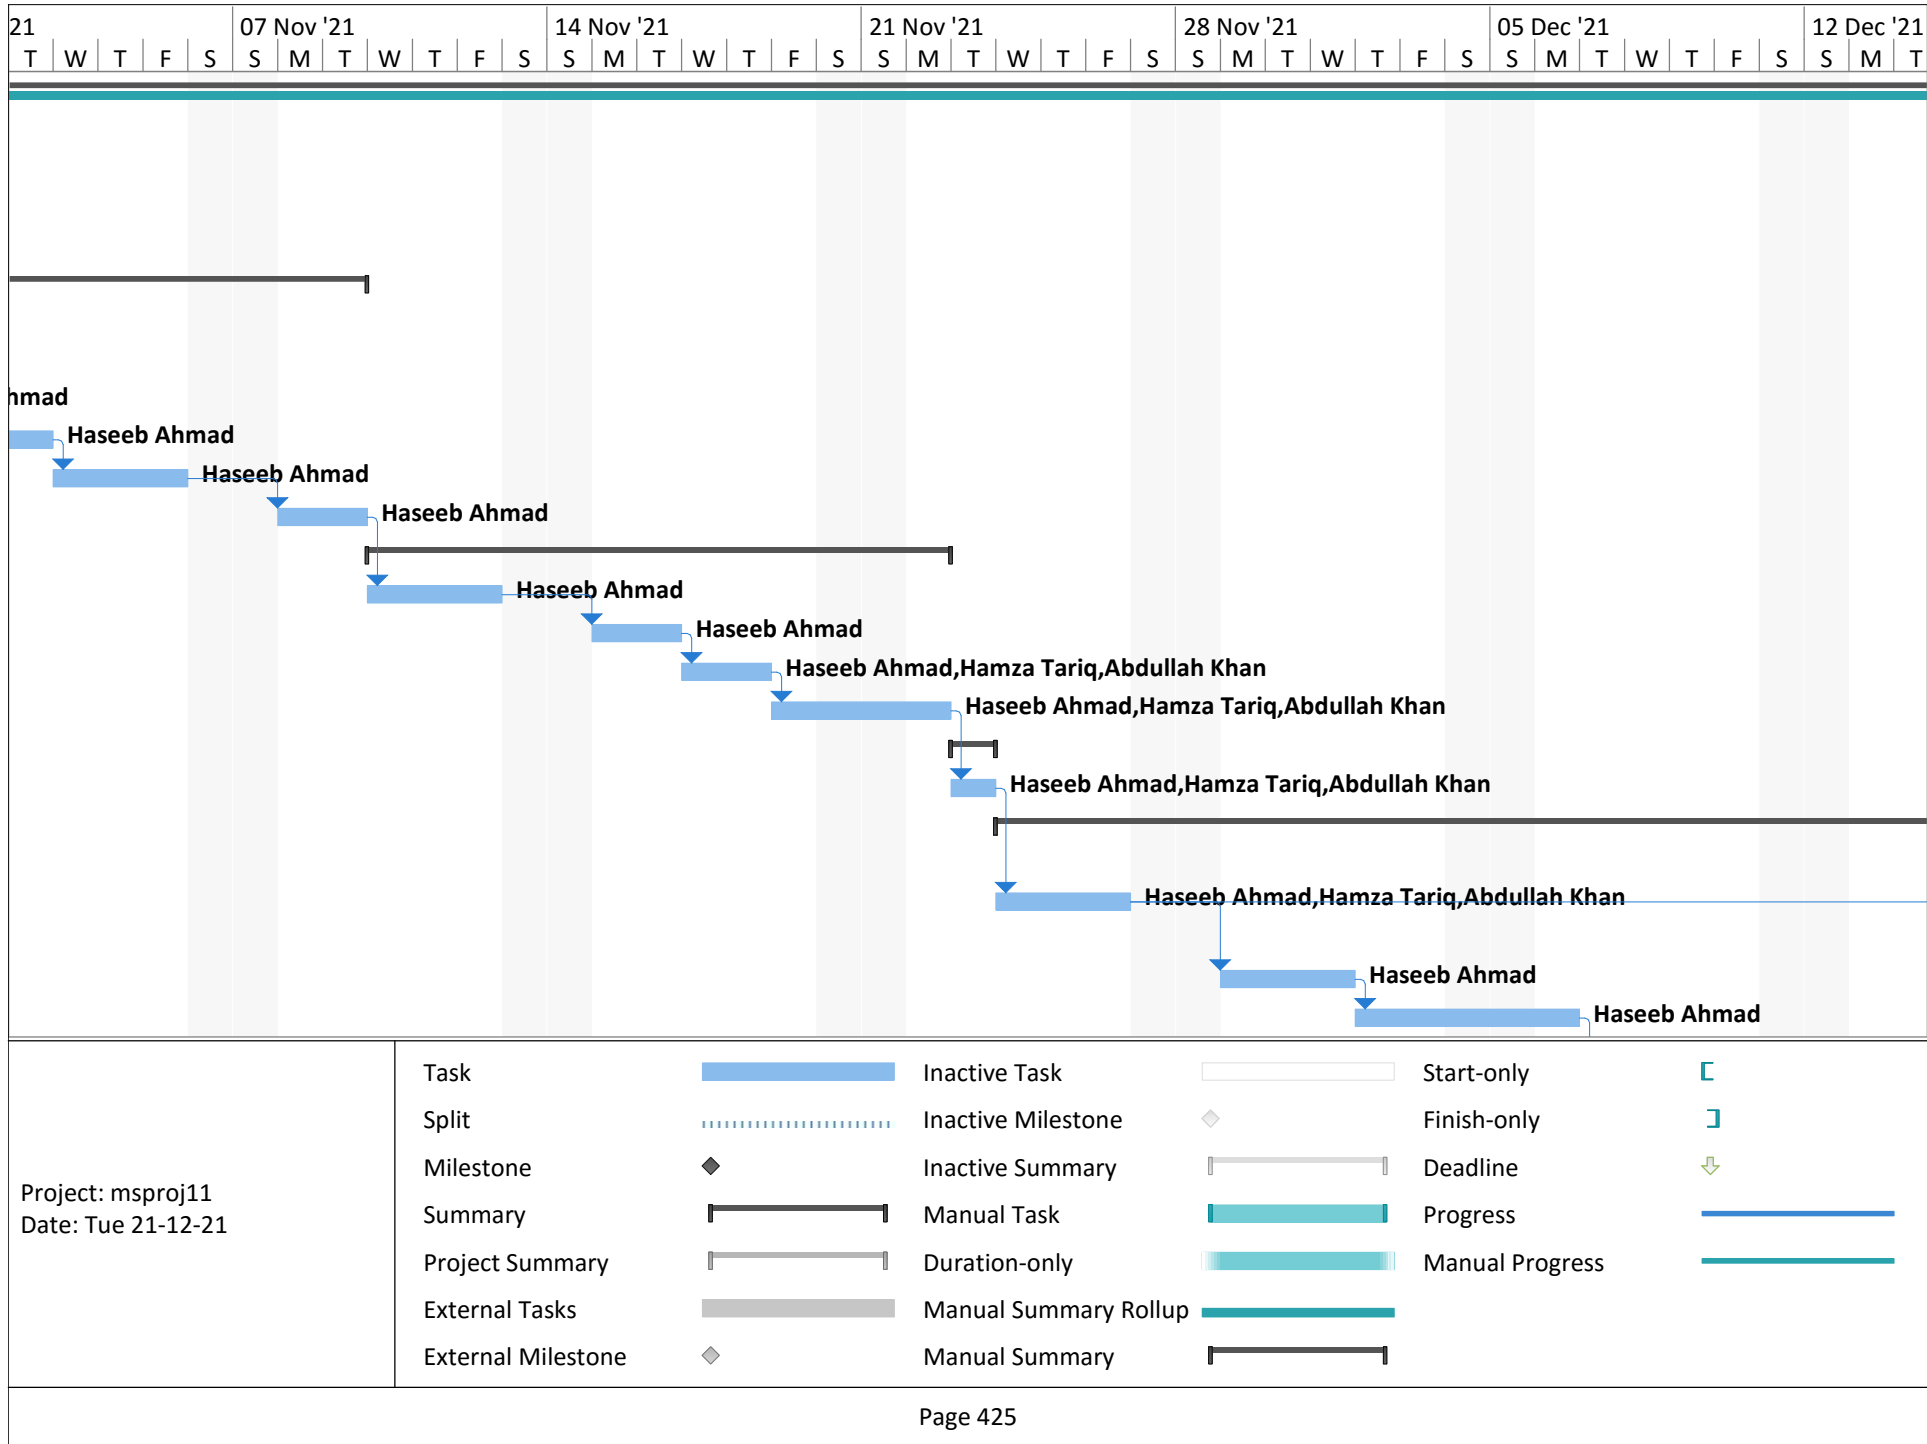 21 07 Nov '21 14 Nov '21 21 Nov '21 28 Nov '21 05 Dec '21 12 Dec '21
T W T F S S M T W T F S S M T W T F S S M T W T F S S M T W T F S S M T W T F S S M T
hmad
Haseeb Ahmad
Haseeb Ahmad
Haseeb Ahmad
Haseeb Ahmad
Haseeb Ahmad
Haseeb Ahmad,Hamza Tariq,Abdullah Khan
Haseeb Ahmad,Hamza Tariq,Abdullah Khan
Haseeb Ahmad,Hamza Tariq,Abdullah Khan
Haseeb Ahmad,Hamza Tariq,Abdullah Khan
Haseeb Ahmad
Haseeb Ahmad
Project: msproj11
Date: Tue 21-12-21
Task
Split
Milestone
Summary
Project Summary
External Tasks
External Milestone
Inactive Task
Inactive Milestone
Inactive Summary
Manual Task
Duration-only
Manual Summary Rollup
Manual Summary
Start-only
Finish-only
Deadline
Progress
Manual Progress
Page 425